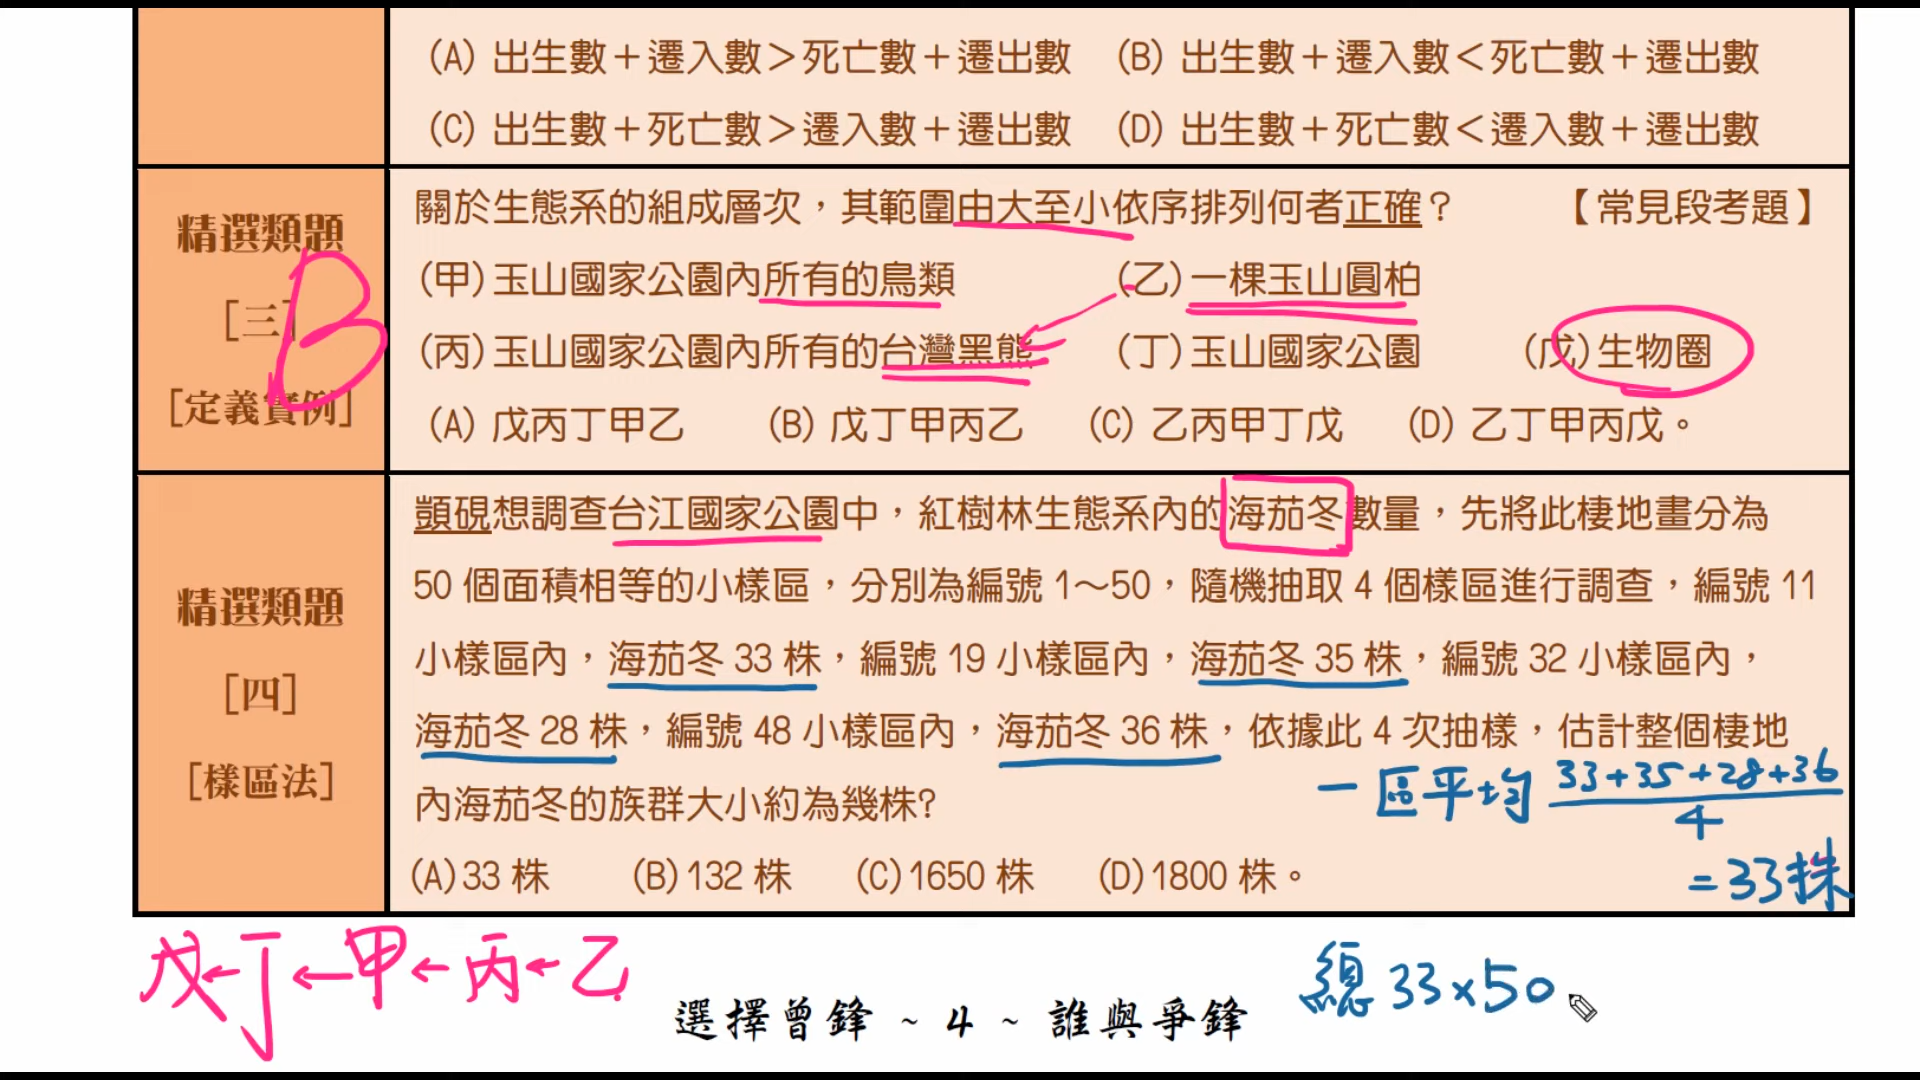 (A) 出生數＋遷入數＞死亡數＋遷出數 (B) 出生數＋遷入數＜死亡數＋遷出數
(C) 出生數＋死亡數＞遷入數＋遷出數 (D) 出生數＋死亡數＜遷入數＋遷出數
精選類題
[三]
[定義實例]
B
關於生態系的組成層次，其範圍由大至小依序排列何者正確？ 【常見段考題】
(甲)玉山國家公園內所有的鳥類 (乙)一棵玉山圓柏
(丙)玉山國家公園內所有的台灣黑熊 (丁)玉山國家公園 (戊)生物圈
(A) 戊丙丁甲乙 (B) 戊丁甲丙乙 (C) 乙丙甲丁戊 (D) 乙丁甲丙戊。
精選類題
[四]
[樣區法]
顗硯想調查台江國家公園中，紅樹林生態系內的海茄冬數量，先將此棲地畫分為
50 個面積相等的小樣區，分別為編號 1～50，隨機抽取 4 個樣區進行調查，編號 11
小樣區內，海茄冬 33 株，編號 19 小樣區內，海茄冬 35 株，編號 32 小樣區內，
海茄冬 28 株，編號 48 小樣區內，海茄冬 36 株，依據此 4 次抽樣，估計整個棲地
內海茄冬的族群大小約為幾株?
一區平均 33+35+28+36
4
=33株
(A)33 株 (B)132 株 (C)1650 株 (D)1800 株。
戊←丁←甲←丙←乙
總 33×50
選擇曾鋒 ~ 4 ~ 誰與爭鋒